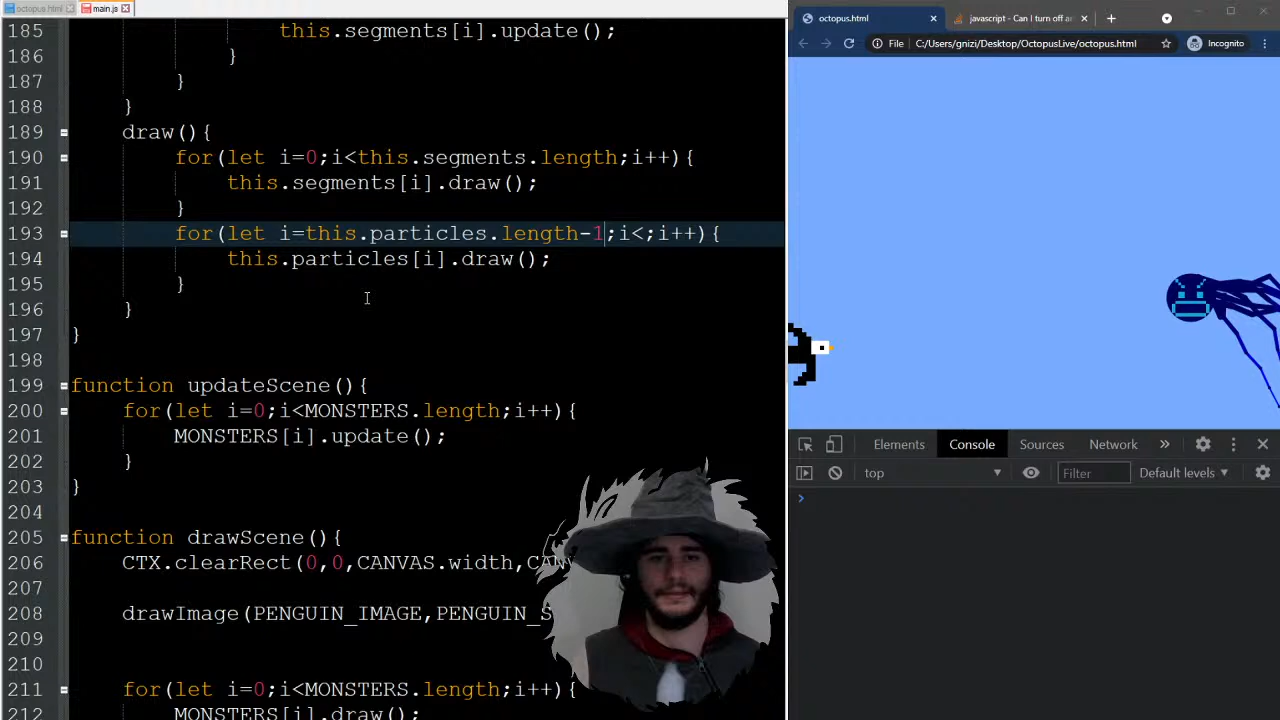 octopus.html
main.js
185 this.segments[i].update();
186 }
187 }
188 }
189 draw(){
190 for(let i=0;i<this.segments.length;i++){
191 this.segments[i].draw();
192 }
193 for(let i=this.particles.length-1;i<;i++){
194 this.particles[i].draw();
195 }
196 }
197 }
198
199 function updateScene(){
200 for(let i=0;i<MONSTERS.length;i++){
201 MONSTERS[i].update();
202 }
203 }
204
205 function drawScene(){
206 CTX.clearRect(0,0,CANVAS.width,CAN
207
208 drawImage(PENGUIN_IMAGE,PENGUIN_S
209
210
211 for(let i=0;i<MONSTERS.length;i++){
212 MONSTERS[i].draw();
octopus.html
javascript - Can I turn off an
File C:/Users/gnizi/Desktop/OctopusLive/octopus.html Incognito
Elements Console Sources Network
top Filter Default levels